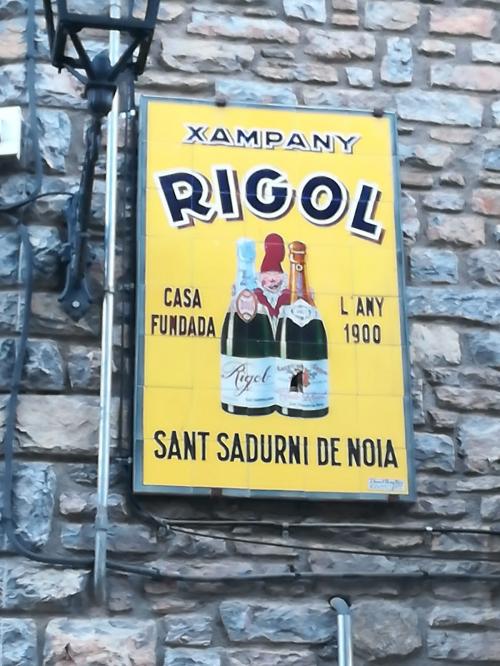 XAMPANY
RIGOL
CASA
FUNDADA
L'ANY
1900
Rigol
SANT SADURNI DE NOIA